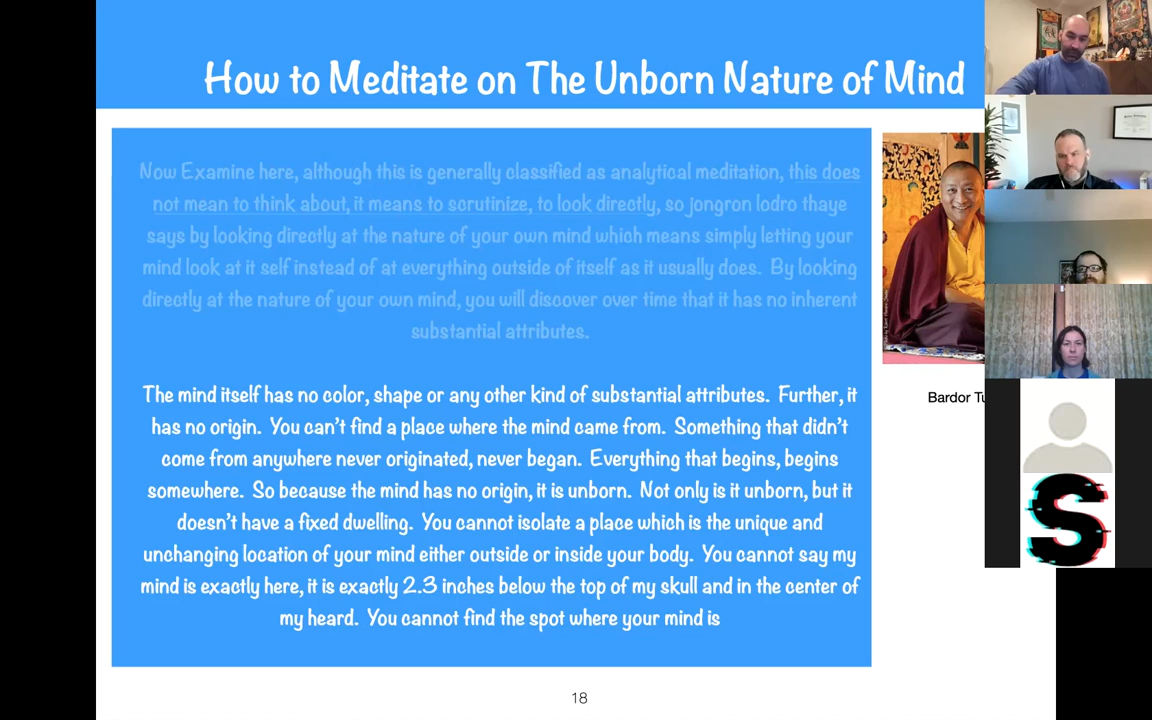 How to Meditate on The Unborn Nature of Mind
Now Examine here, although this is generally classified as analytical meditation, this does
not mean to think about, it means to scrutinize, to look directly, so jongron lodro thaye
says by looking directly at the nature of your own mind which means simply letting your
mind look at it self instead of at everything outside of itself as it usually does. By looking
directly at the nature of your own mind, you will discover over time that it has no inherent
substantial attributes.
The mind itself has no color, shape or any other kind of substantial attributes. Further, it
has no origin. You can't find a place where the mind came from. Something that didn't
come from anywhere never originated, never began. Everything that begins, begins
somewhere. So because the mind has no origin, it is unborn. Not only is it unborn, but it
doesn't have a fixed dwelling. You cannot isolate a place which is the unique and
unchanging location of your mind either outside or inside your body. You cannot say my
mind is exactly here, it is exactly 2.3 inches below the top of my skull and in the center of
my heard. You cannot find the spot where your mind is
Bardor Tu
18
S